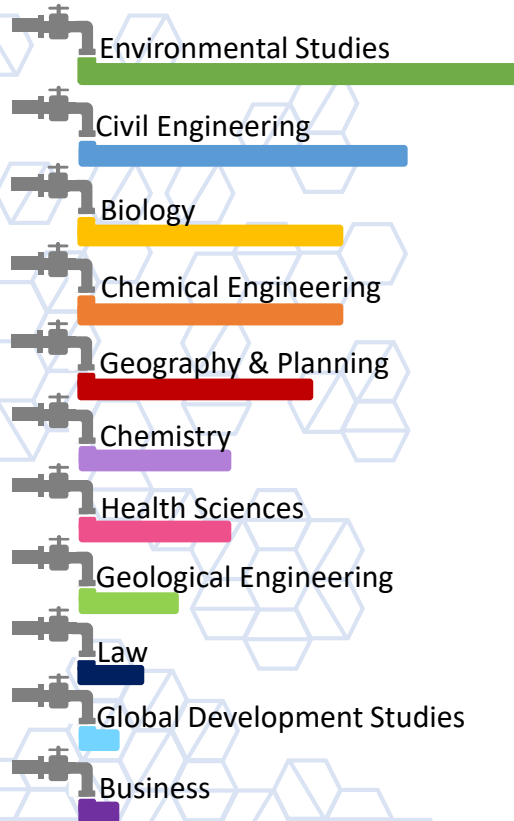 Environmental Studies
Civil Engineering
Biology
Chemical Engineering
Geography & Planning
Chemistry
Health Sciences
Geological Engineering
Law
Global Development Studies
Business